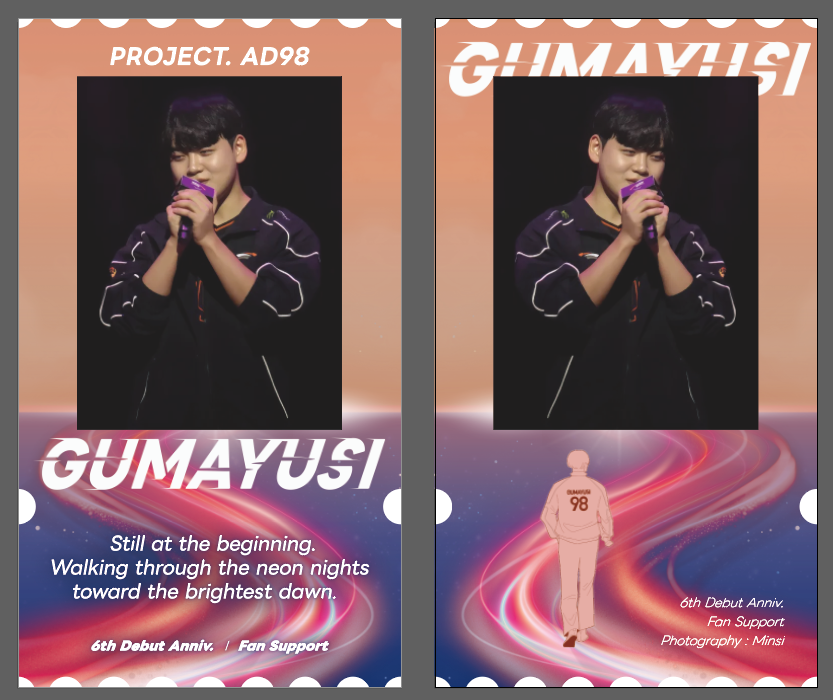 PROJECT. AD98
GUMAYUSI
Still at the beginning.
Walking through the neon nights
toward the brightest dawn.
6th Debut Anniv. / Fan Support
GUMAYUSI
GUMAYUSI
98
6th Debut Anniv.
Fan Support
Photography : Minsi